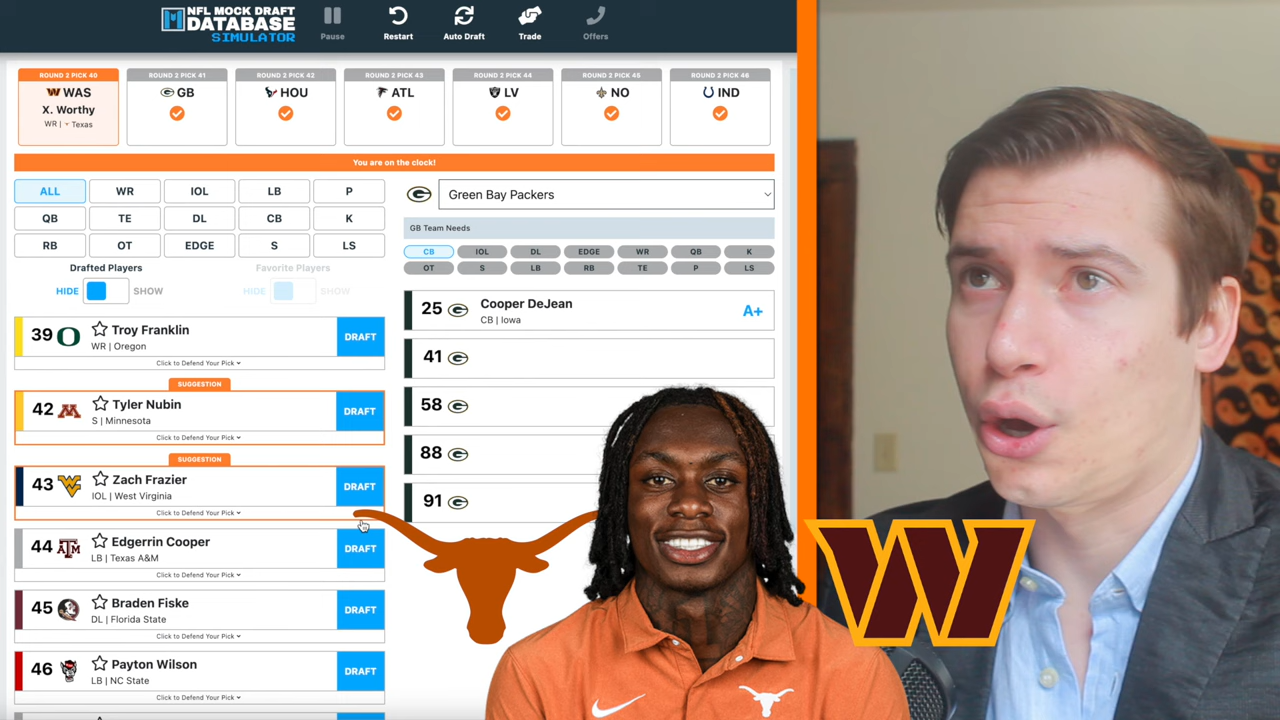 NFL MOCK DRAFT
DATABASE
SIMULATOR
Pause
Restart
Auto Draft
Trade
Offers
ROUND 2 PICK 40
WAS
X. Worthy
WR | Texas
ROUND 2 PICK 41
GB
ROUND 2 PICK 42
HOU
ROUND 2 PICK 43
ATL
ROUND 2 PICK 44
LV
ROUND 2 PICK 45
NO
ROUND 2 PICK 46
IND
You are on the clock!
ALL WR IOL LB P
QB TE DL CB K
RB OT EDGE S LS
Drafted Players
HIDE SHOW
Favorite Players
HIDE SHOW
39 Troy Franklin
WR | Oregon
DRAFT
Click to Defend Your Pick
SUGGESTION
42 Tyler Nubin
S | Minnesota
DRAFT
Click to Defend Your Pick
SUGGESTION
43 Zach Frazier
IOL | West Virginia
DRAFT
Click to Defend Your Pick
44 Edgerrin Cooper
LB | Texas A&M
DRAFT
Click to Defend Your Pick
45 Braden Fiske
DL | Florida State
DRAFT
Click to Defend Your Pick
46 Payton Wilson
LB | NC State
DRAFT
Click to Defend Your Pick
Green Bay Packers
GB Team Needs
CB IOL DL EDGE WR QB K
OT S LB RB TE P LS
25 Cooper DeJean
CB | Iowa
A+
41
58
88
91
W